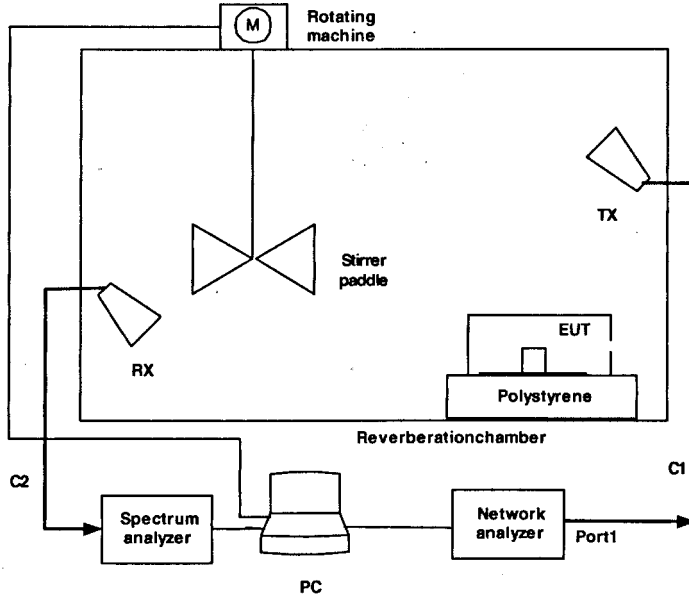 M
Rotating
machine
TX
Stirrer
paddle
RX
EUT
Polystyrene
Reverberationchamber
C2
C1
Spectrum
analyzer
Network
analyzer
Port1
PC